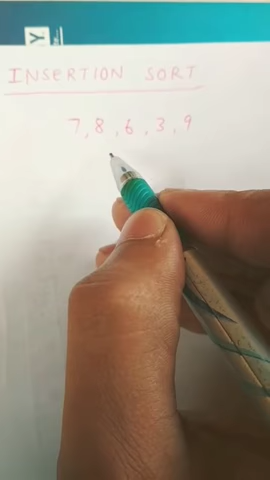 INSERTION SORT
7, 8, 6, 3, 9